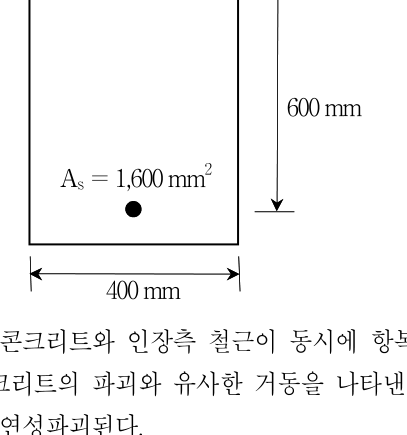 600 mm
As = 1,600 mm²
400 mm
콘크리트와 인장측 철근이 동시에 항복
크리트의 파괴와 유사한 거동을 나타낸
연성파괴된다.